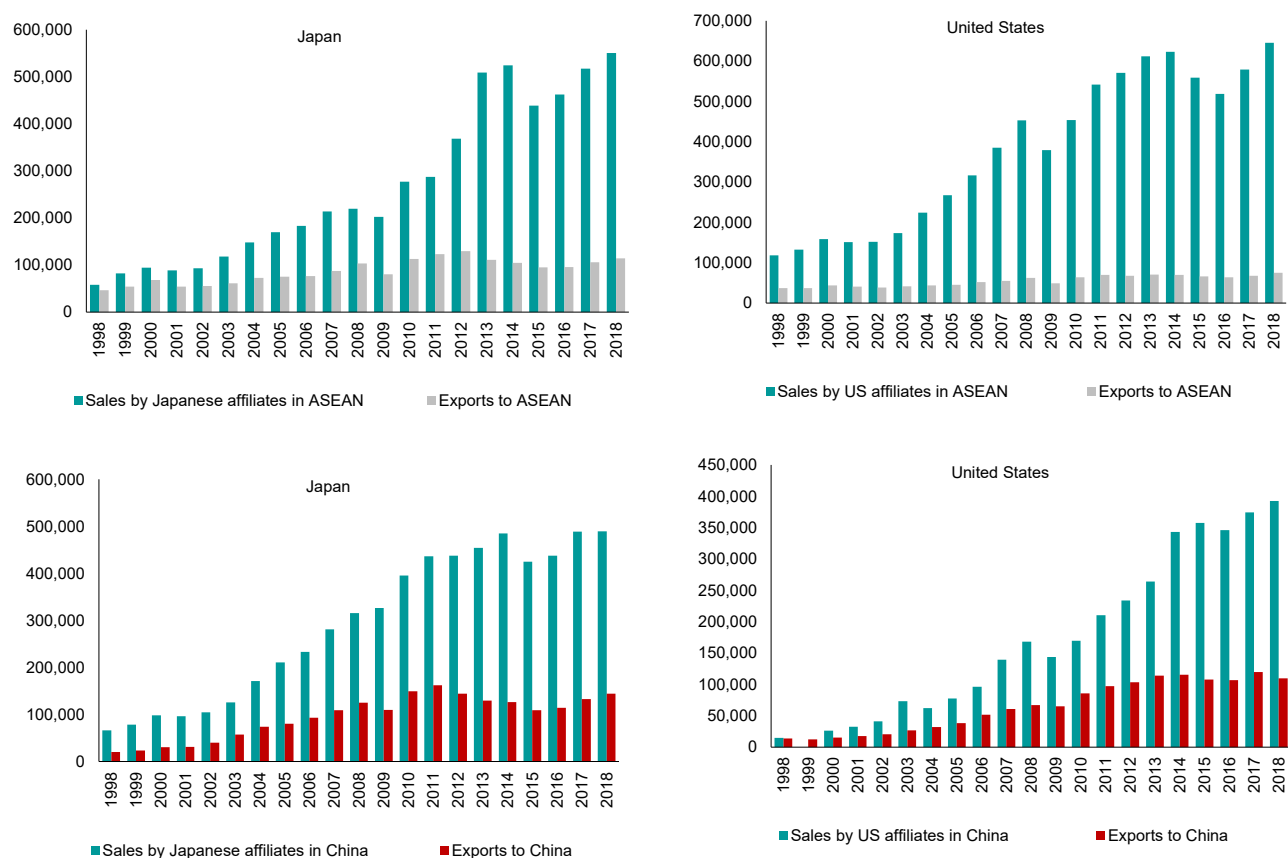 Japan
600,000
500,000
400,000
300,000
200,000
100,000
0
1998 1999 2000 2001 2002 2003 2004 2005 2006 2007 2008 2009 2010 2011 2012 2013 2014 2015 2016 2017 2018
Sales by Japanese affiliates in ASEAN Exports to ASEAN
United States
700,000
600,000
500,000
400,000
300,000
200,000
100,000
0
1998 1999 2000 2001 2002 2003 2004 2005 2006 2007 2008 2009 2010 2011 2012 2013 2014 2015 2016 2017 2018
Sales by US affiliates in ASEAN Exports to ASEAN
Japan
600,000
500,000
400,000
300,000
200,000
100,000
0
1998 1999 2000 2001 2002 2003 2004 2005 2006 2007 2008 2009 2010 2011 2012 2013 2014 2015 2016 2017 2018
Sales by Japanese affiliates in China Exports to China
United States
450,000
400,000
350,000
300,000
250,000
200,000
150,000
100,000
50,000
0
1998 1999 2000 2001 2002 2003 2004 2005 2006 2007 2008 2009 2010 2011 2012 2013 2014 2015 2016 2017 2018
Sales by US affiliates in China Exports to China